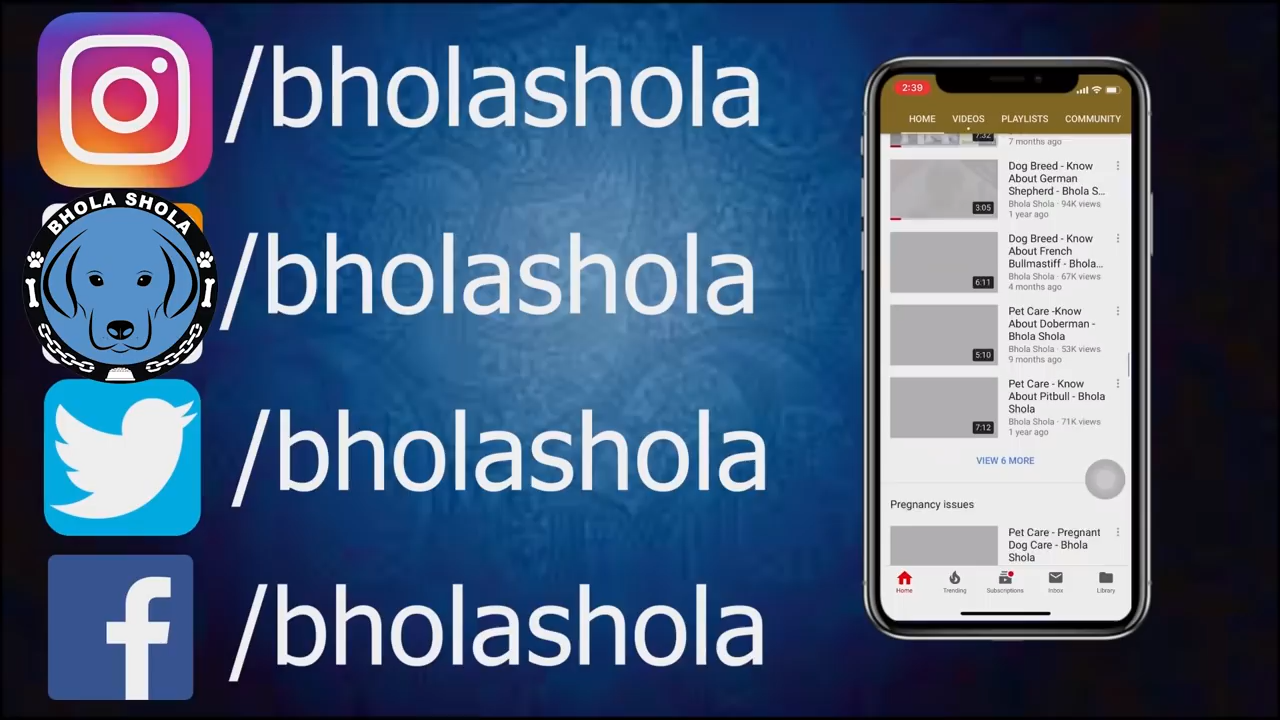 /bholashola
BHOLA SHOLA
/bholashola
/bholashola
/bholashola
2:39
HOME VIDEOS PLAYLISTS COMMUNITY
7:32
7 months ago
Dog Breed - Know
About German
Shepherd - Bhola S...
Bhola Shola · 94K views
1 year ago
3:05
Dog Breed - Know
About French
Bullmastiff - Bhola...
Bhola Shola · 67K views
4 months ago
6:11
Pet Care -Know
About Doberman -
Bhola Shola
Bhola Shola · 53K views
9 months ago
5:10
Pet Care - Know
About Pitbull - Bhola
Shola
Bhola Shola · 71K views
1 year ago
7:12
VIEW 6 MORE
Pregnancy issues
Pet Care - Pregnant
Dog Care - Bhola
Shola
Home Trending Subscriptions Inbox Library